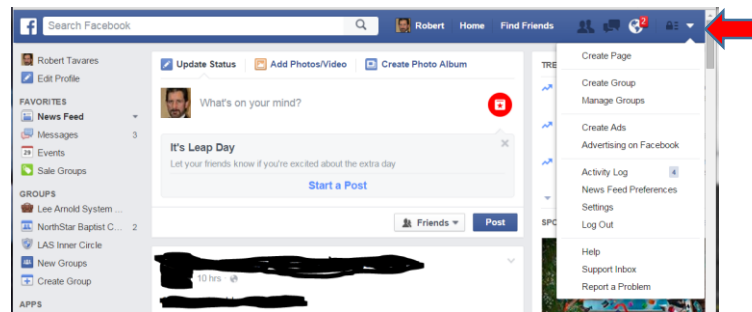 f Search Facebook Robert Home Find Friends 2
Robert Tavares
Edit Profile
FAVORITES
News Feed
Messages 3
29 Events
Sale Groups
GROUPS
Lee Arnold System ...
NorthStar Baptist C... 2
LAS Inner Circle
New Groups
Create Group
APPS
Update Status Add Photos/Video Create Photo Album
What's on your mind?
It's Leap Day
Let your friends know if you're excited about the extra day
Start a Post
Friends Post
10 hrs
TRE
SPO
Create Page
Create Group
Manage Groups
Create Ads
Advertising on Facebook
Activity Log 4
News Feed Preferences
Settings
Log Out
Help
Support Inbox
Report a Problem